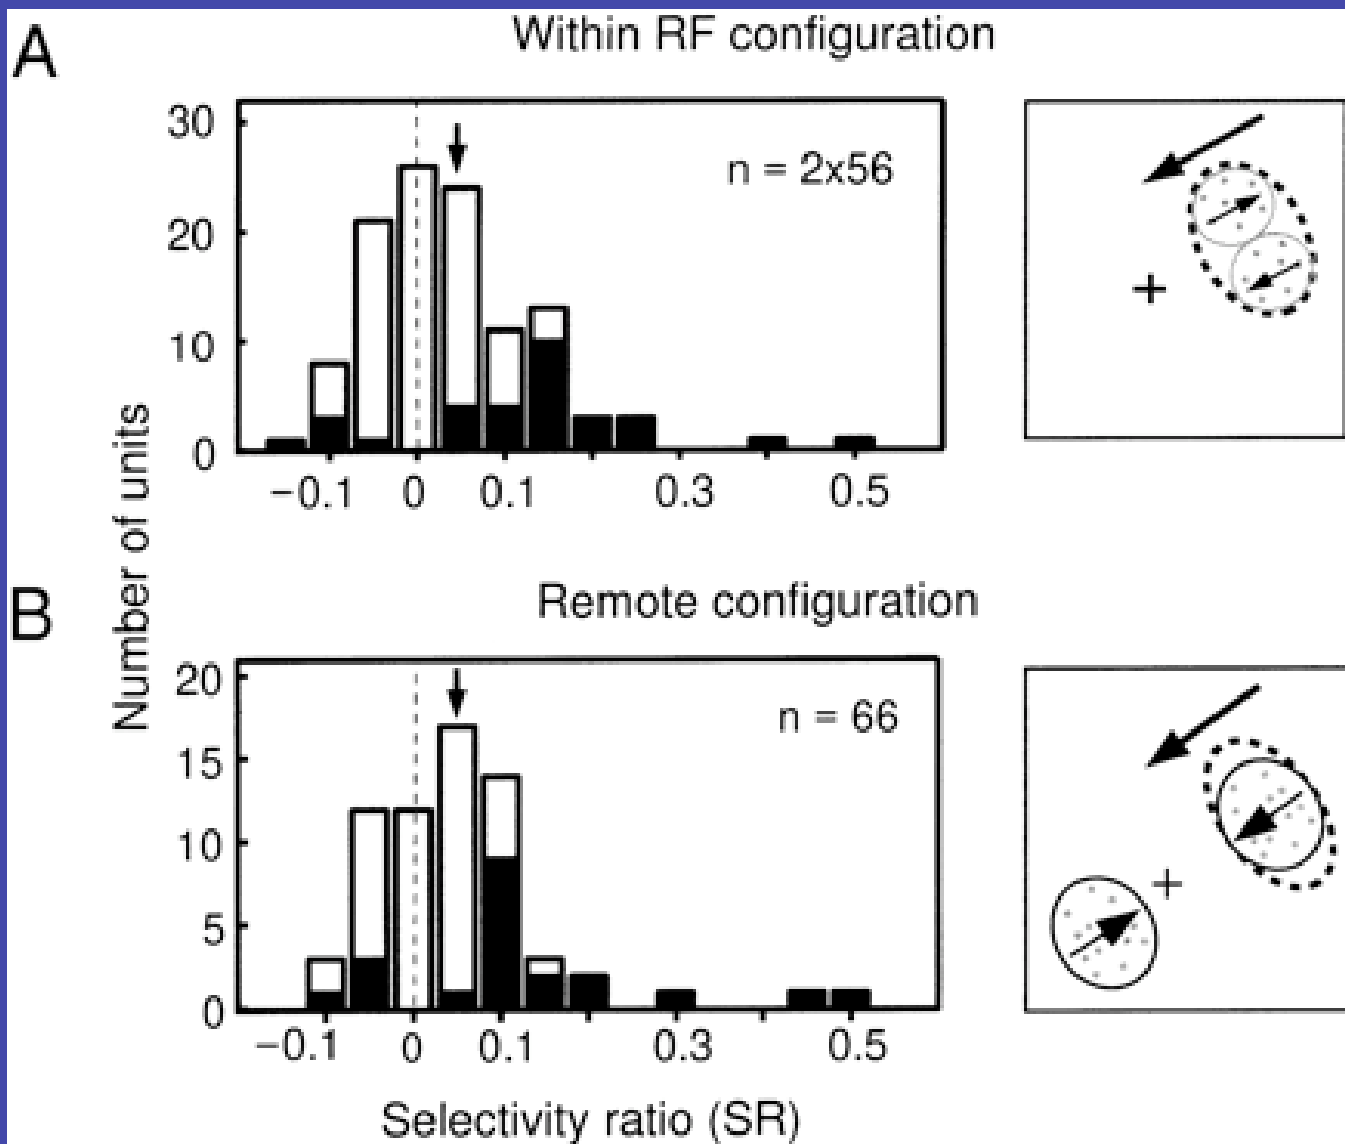 A
Within RF configuration
30
20
10
0
n = 2x56
+
−0.1 0 0.1 0.3 0.5
Number of units
B
Remote configuration
20
15
10
5
0
n = 66
+
−0.1 0 0.1 0.3 0.5
Selectivity ratio (SR)